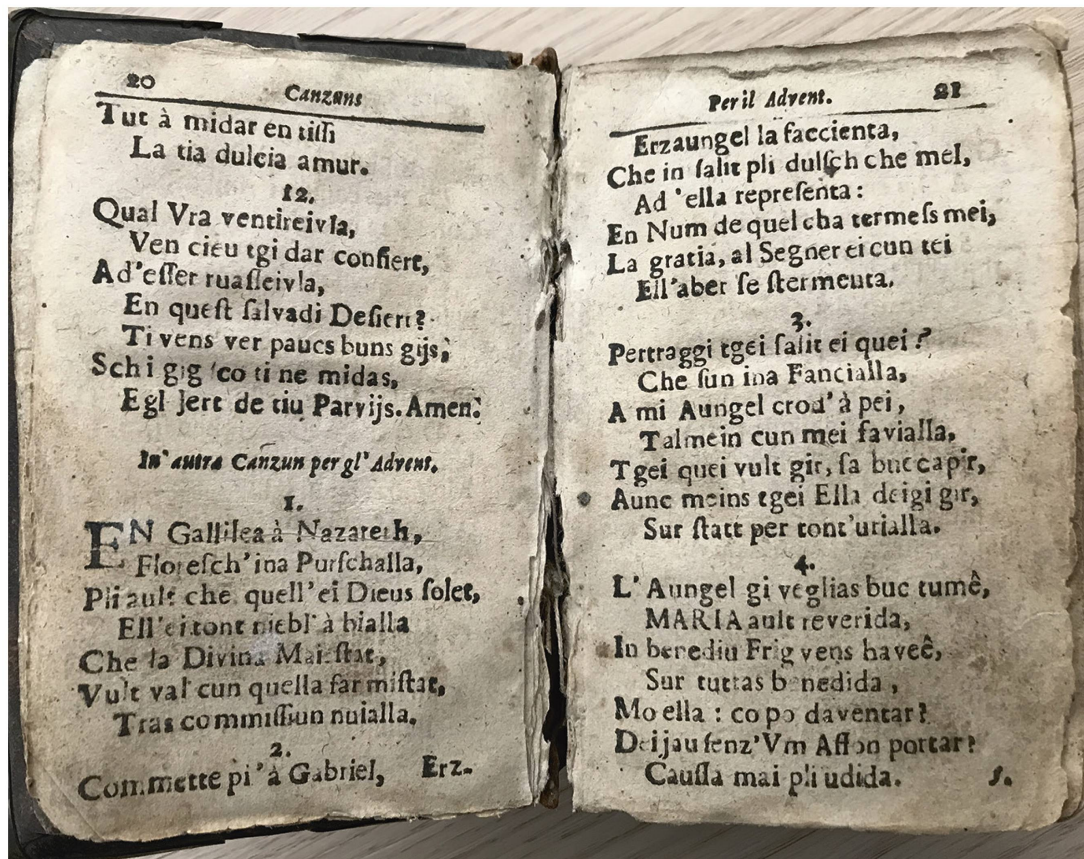 20 Canzuns
Tut à midar en tissi
La tia dulcia amur.
12.
Qual Vra ventireivla,
Ven cieu tgi dar confiert,
Ad'eſſer ruaſſeivla,
En queſt ſalvadi Deſiert?
Ti vens ver paucs buns gijs,
Schi gig 'co ti ne midas,
Egl Iert de tiu Parvijs. Amen.
In' autra Canzun per gl' Advent.
1.
EN Gallilea à Nazareth,
Floreſch' ina Purſchalla,
Pli ault che quell' ei Dieus ſolet,
Ell' ei tont niebl' à bialla
Che la Divina Maieſtat,
Vult val cun quella far miſtat,
Tras commiſſiun nuialla.
2.
Commette pi' à Gabriel, Erz-
Per il Advent. 21
Erzaungel la faccienta,
Che in ſalit pli dulſch che mel,
Ad 'ella repreſenta:
En Num de quel cha termeſs mei,
La gratia, al Segner ei cun tei
Ell'aber ſe ſtermenta.
3.
Pertraggi tgei ſalit ei quei?
Che ſun ina Fancialla,
A mi Aungel crou' à pei,
Talmein cun mei favialla,
Tgei quei vult gir, ſa buc capir,
Aunc meins tgei Ella deigi gir,
Sur ſtatt per tont'urialla.
4.
L' Aungel gi veglias buc tumê,
MARIA ault reverida,
In benediu Frig vens haveê,
Sur tuttas benedida,
Mo ella: co po daventar?
Deijau ſenz'Vm Aſſon portar?
Cauſſa mai pli udida. 5.